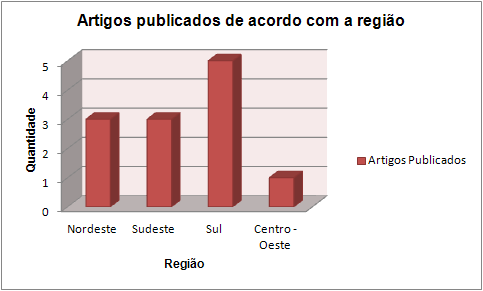 Artigos publicados de acordo com a região
5
4
3
2
1
0
Quantidade
Nordeste
Sudeste
Sul
Centro -
Oeste
Região
Artigos Publicados